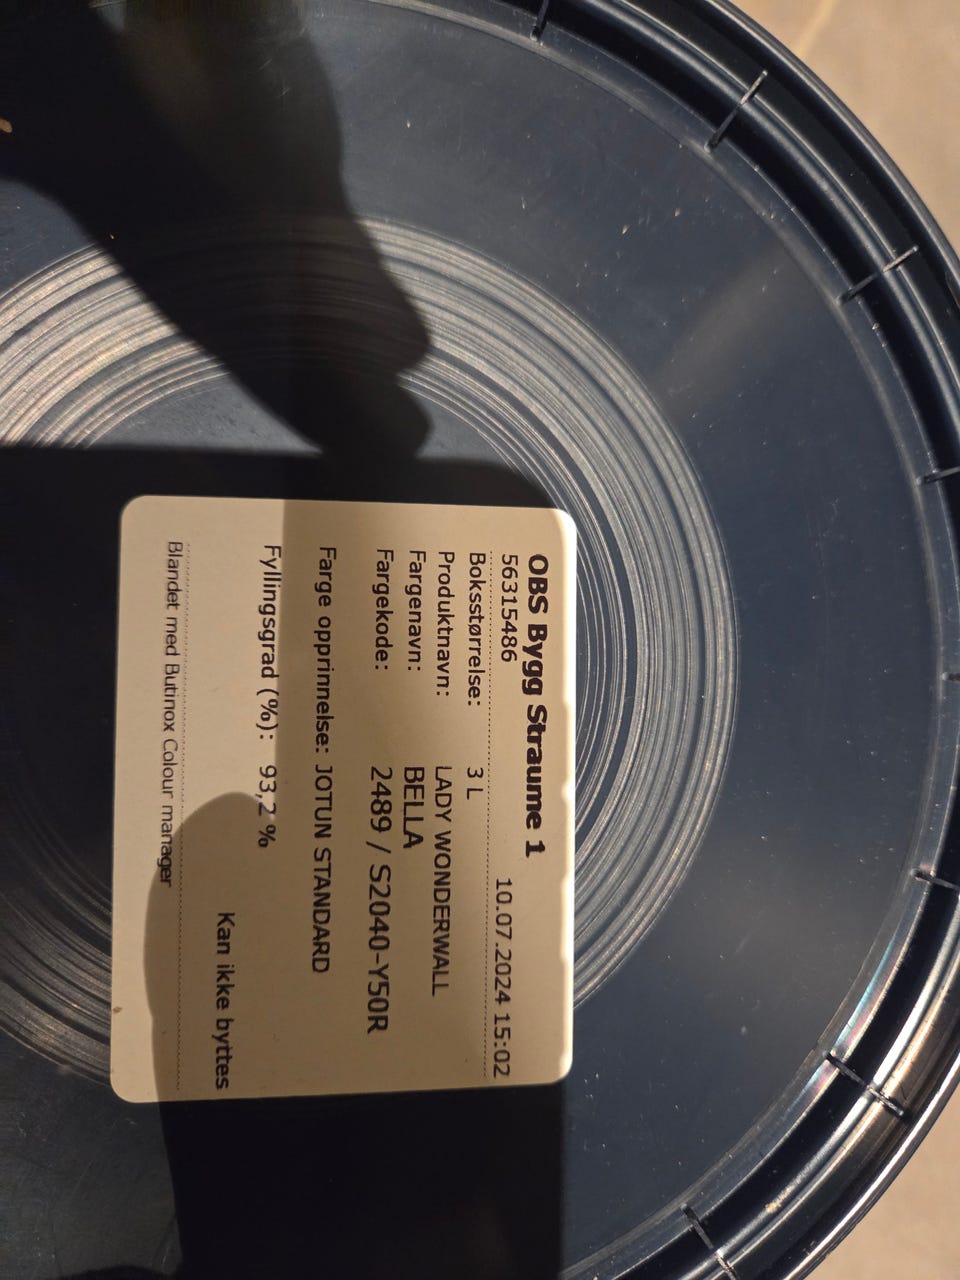 OBS Bygg Straume 1
56315486 10.07.2024 15:02
Boksstørrelse: 3 L
Produktnavn: LADY WONDERWALL
Fargenavn: BELLA
Fargekode: 2489 / S2040-Y50R
Farge opprinnelse: JOTUN STANDARD
Fyllingsgrad (%): 93,2 %
Kan ikke byttes
Blandet med Butinox Colour manager